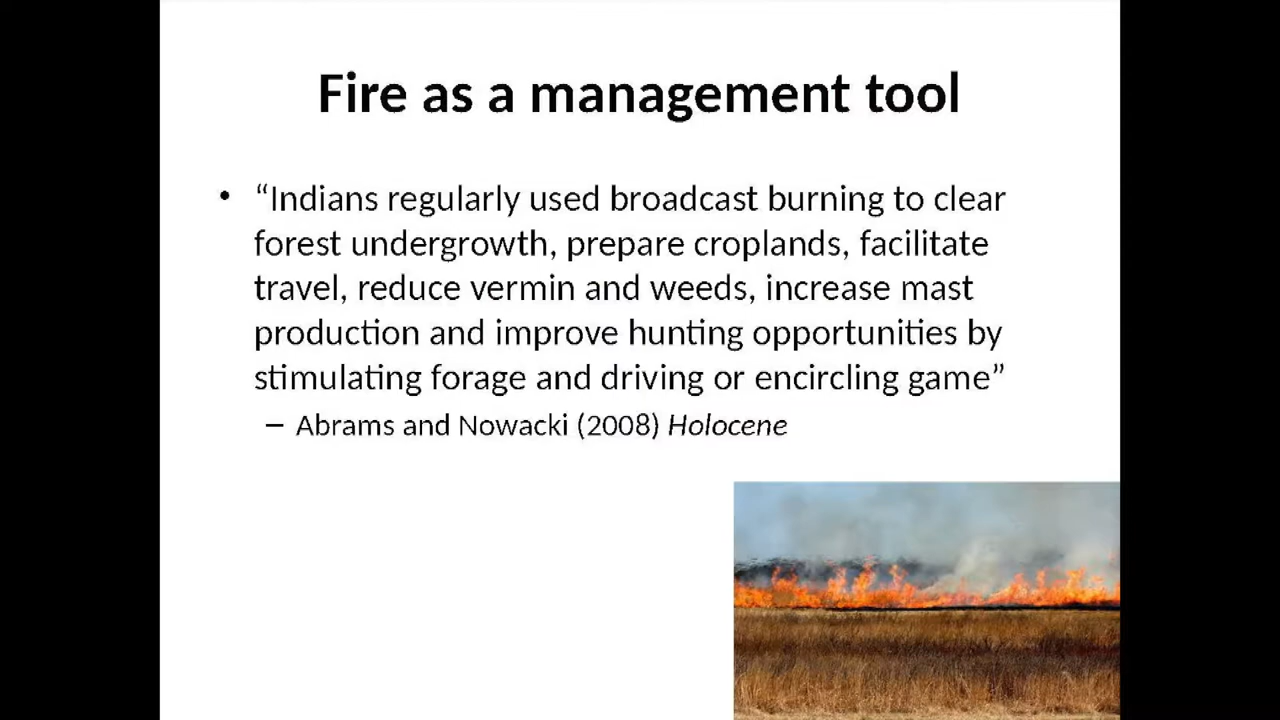 Fire as a management tool
• “Indians regularly used broadcast burning to clear
forest undergrowth, prepare croplands, facilitate
travel, reduce vermin and weeds, increase mast
production and improve hunting opportunities by
stimulating forage and driving or encircling game”
– Abrams and Nowacki (2008) Holocene